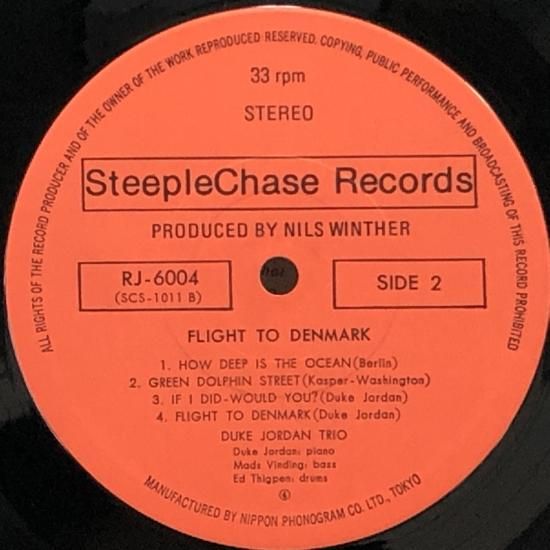 ALL RIGHTS OF THE RECORD PRODUCER AND OF THE OWNER OF THE WORK REPRODUCED RESERVED, COPYING, PUBLIC PERFORMANCE AND BROADCASTING OF THIS RECORD PROHIBITED
33 rpm
STEREO
SteepleChase Records
PRODUCED BY NILS WINTHER
RJ-6004
(SCS-1011 B)
SIDE 2
FLIGHT TO DENMARK
1. HOW DEEP IS THE OCEAN(Berlin)
2. GREEN DOLPHIN STREET(Kasper-Washington)
3. IF I DID-WOULD YOU?(Duke Jordan)
4. FLIGHT TO DENMARK(Duke Jordan)
DUKE JORDAN TRIO
Duke Jordan: piano
Mads Vinding: bass
Ed Thigpen: drums
MANUFACTURED BY NIPPON PHONOGRAM CO. LTD., TOKYO